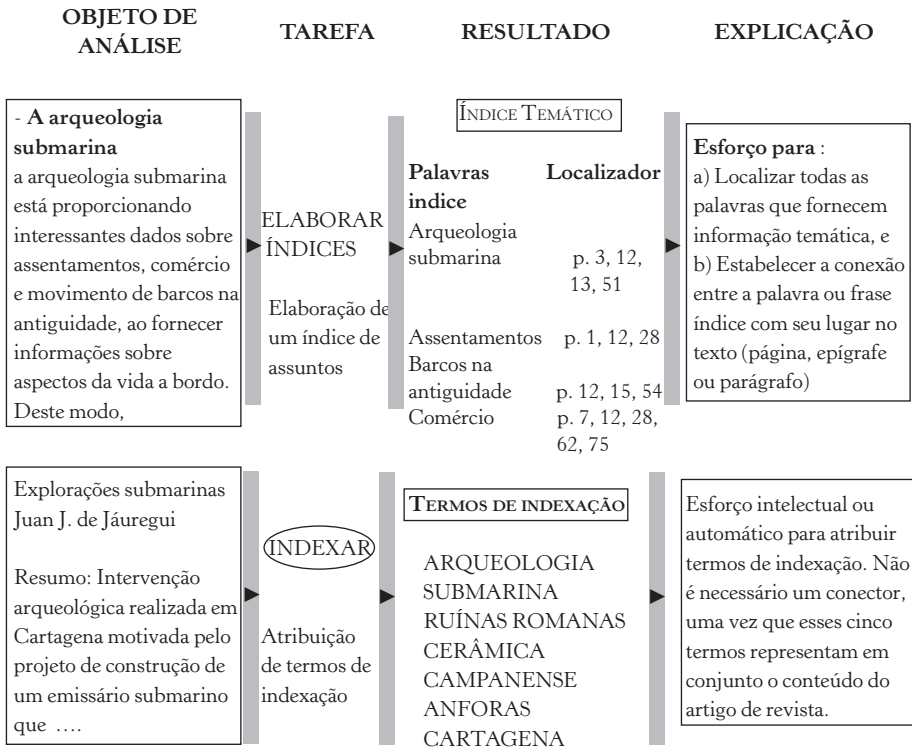 OBJETO DE
ANÁLISE
TAREFA
RESULTADO
EXPLICAÇÃO
- A arqueologia
submarina
a arqueologia submarina
está proporcionando
interessantes dados sobre
assentamentos, comércio
e movimento de barcos na
antiguidade, ao fornecer
informações sobre
aspectos da vida a bordo.
Deste modo,
ELABORAR
ÍNDICES
Elaboração de
um índice de
assuntos
ÍNDICE TEMÁTICO
Palavras Localizador
indice
Arqueologia
submarina p. 3, 12,
13, 51
Assentamentos p. 1, 12, 28
Barcos na
antiguidade p. 12, 15, 54
Comércio p. 7, 12, 28,
62, 75
Esforço para :
a) Localizar todas as
palavras que fornecem
informação temática, e
b) Estabelecer a conexão
entre a palavra ou frase
índice com seu lugar no
texto (página, epígrafe
ou parágrafo)
Explorações submarinas
Juan J. de Jáuregui
Resumo: Intervenção
arqueológica realizada em
Cartagena motivada pelo
projeto de construção de
um emissário submarino
que ....
INDEXAR
Atribuição
de termos de
indexação
TERMOS DE INDEXAÇÃO
ARQUEOLOGIA
SUBMARINA
RUÍNAS ROMANAS
CERÂMICA
CAMPANENSE
ANFORAS
CARTAGENA
Esforço intelectual ou
automático para atribuir
termos de indexação. Não
é necessário um conector,
uma vez que esses cinco
termos representam em
conjunto o conteúdo do
artigo de revista.